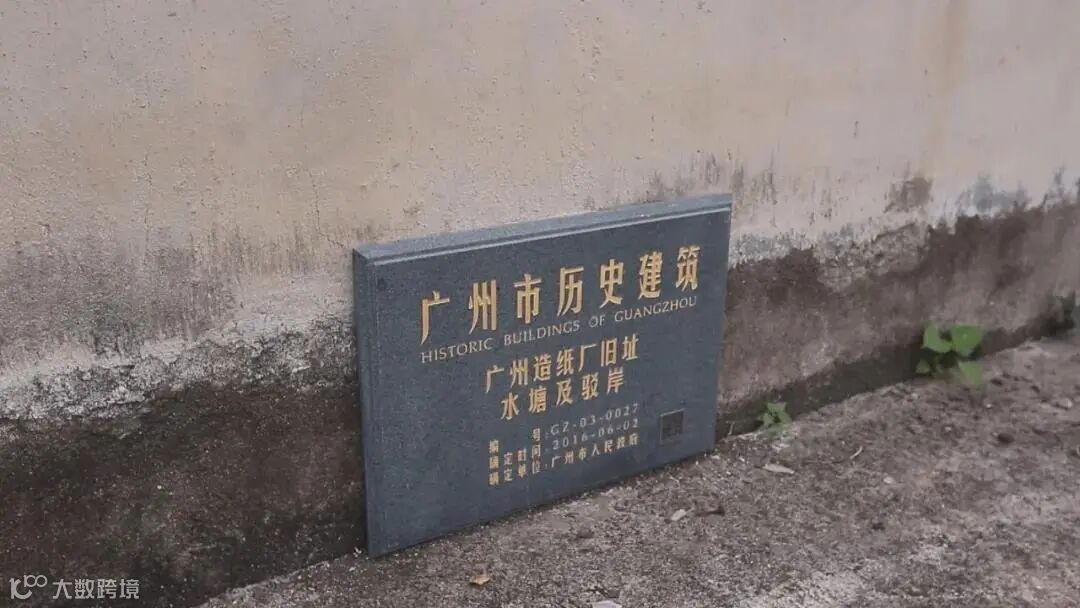 广州市历史建筑
HISTORIC BUILDINGS OF GUANGZHOU
广州造纸厂旧址
水塘及驳岸
编号:GZ-03-0027
确定时间:2016-06-02
确定单位:广州市人民政府
大数跨境